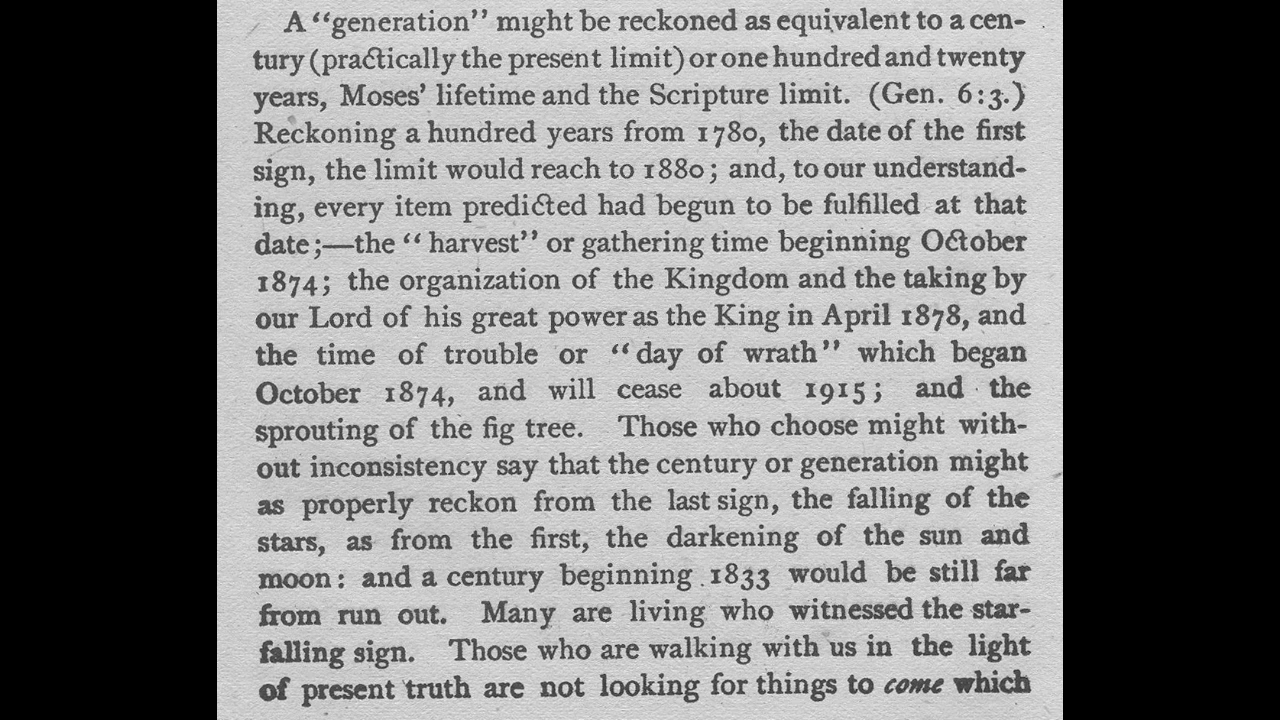 A “generation” might be reckoned as equivalent to a cen-
tury (practically the present limit) or one hundred and twenty
years, Moses’ lifetime and the Scripture limit. (Gen. 6:3.)
Reckoning a hundred years from 1780, the date of the first
sign, the limit would reach to 1880; and, to our understand-
ing, every item predicted had begun to be fulfilled at that
date;—the “harvest” or gathering time beginning October
1874; the organization of the Kingdom and the taking by
our Lord of his great power as the King in April 1878, and
the time of trouble or “day of wrath” which began
October 1874, and will cease about 1915; and the
sprouting of the fig tree. Those who choose might with-
out inconsistency say that the century or generation might
as properly reckon from the last sign, the falling of the
stars, as from the first, the darkening of the sun and
moon: and a century beginning 1833 would be still far
from run out. Many are living who witnessed the star-
falling sign. Those who are walking with us in the light
of present truth are not looking for things to come which